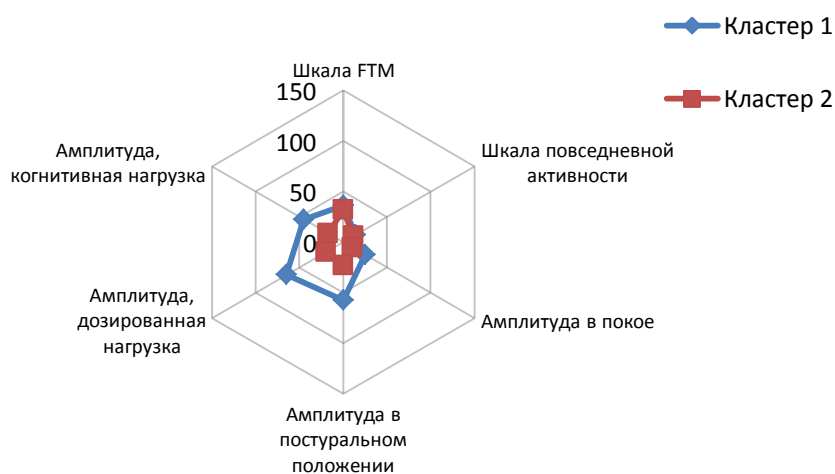 Кластер 1
Кластер 2
Шкала FTM
150
100
50
0
Шкала повседневной
активности
Амплитуда в покое
Амплитуда в
постуральном
положении
Амплитуда,
дозированная
нагрузка
Амплитуда,
когнитивная нагрузка